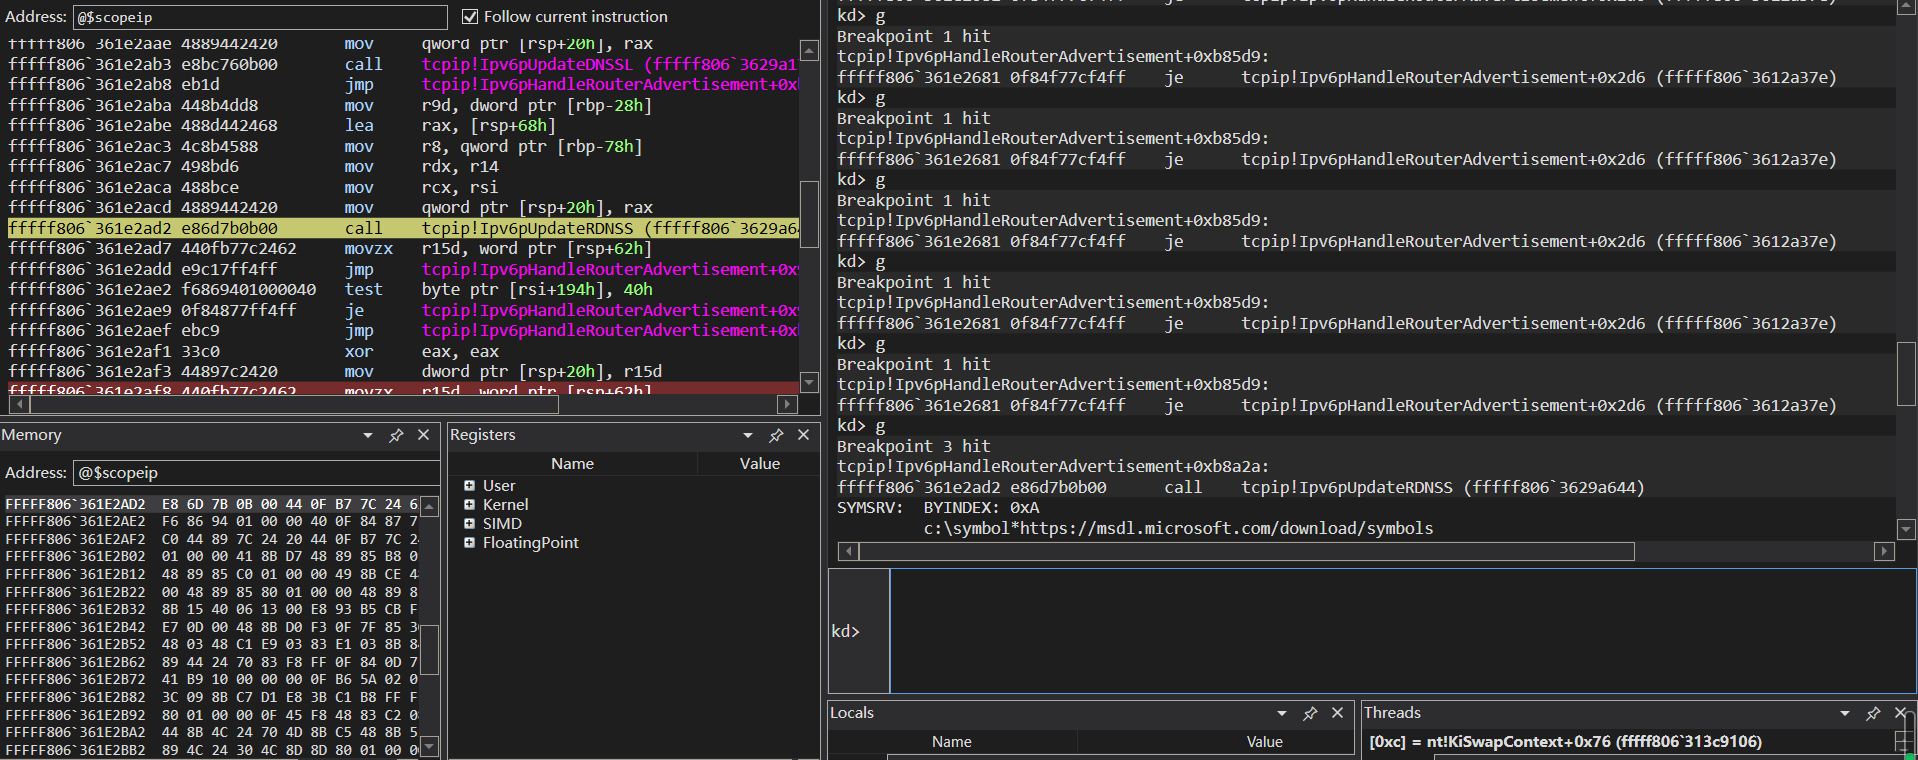 Address: @$scopeip Follow current instruction
fffff806`361e2aae 4889442420 mov qword ptr [rsp+20h], rax
fffff806`361e2ab3 e8bc760b00 call tcpip!Ipv6pUpdateDNSSL (fffff806`3629a1
fffff806`361e2ab8 eb1d jmp tcpip!Ipv6pHandleRouterAdvertisement+0x
fffff806`361e2aba 448b4dd8 mov r9d, dword ptr [rbp-28h]
fffff806`361e2abe 488d442468 lea rax, [rsp+68h]
fffff806`361e2ac3 4c8b4588 mov r8, qword ptr [rbp-78h]
fffff806`361e2ac7 498bd6 mov rdx, r14
fffff806`361e2aca 488bce mov rcx, rsi
fffff806`361e2acd 4889442420 mov qword ptr [rsp+20h], rax
fffff806`361e2ad2 e86d7b0b00 call tcpip!Ipv6pUpdateRDNSS (fffff806`3629a6
fffff806`361e2ad7 440fb77c2462 movzx r15d, word ptr [rsp+62h]
fffff806`361e2add e9c17ff4ff jmp tcpip!Ipv6pHandleRouterAdvertisement+0x
fffff806`361e2ae2 f6869401000040 test byte ptr [rsi+194h], 40h
fffff806`361e2ae9 0f84877ff4ff je tcpip!Ipv6pHandleRouterAdvertisement+0x
fffff806`361e2aef ebc9 jmp tcpip!Ipv6pHandleRouterAdvertisement+0x
fffff806`361e2af1 33c0 xor eax, eax
fffff806`361e2af3 44897c2420 mov dword ptr [rsp+20h], r15d
fffff806`361e2af8 440fb77c2462 movzx r15d, word ptr [rsp+62h]
Memory
Address: @$scopeip
FFFFF806`361E2AD2 E8 6D 7B 0B 00 44 0F B7 7C 24 6
FFFFF806`361E2AE2 F6 86 94 01 00 00 40 0F 84 87 7
FFFFF806`361E2AF2 C0 44 89 7C 24 20 44 0F B7 7C 2
FFFFF806`361E2B02 01 00 00 41 8B D7 48 89 85 B8 0
FFFFF806`361E2B12 48 89 85 C0 01 00 00 49 8B CE 4
FFFFF806`361E2B22 00 48 89 85 80 01 00 00 48 89 8
FFFFF806`361E2B32 8B 15 40 06 13 00 E8 93 B5 CB F
FFFFF806`361E2B42 E7 0D 00 48 8B D0 F3 0F 7F 85 3
FFFFF806`361E2B52 48 03 48 C1 E9 03 83 E1 03 8B 8
FFFFF806`361E2B62 89 44 24 70 83 F8 FF 0F 84 0D 7
FFFFF806`361E2B72 41 B9 10 00 00 00 0F B6 5A 02 0
FFFFF806`361E2B82 3C 09 8B C7 D1 E8 3B C1 B8 FF F
FFFFF806`361E2B92 80 01 00 00 0F 45 F8 48 83 C2 0
FFFFF806`361E2BA2 44 8B 4C 24 70 4D 8B C5 48 8B 5
FFFFF806`361E2BB2 89 4C 24 30 4C 8D 8D 80 01 00 0
Registers
Name Value
User
Kernel
SIMD
FloatingPoint
kd> g
Breakpoint 1 hit
tcpip!Ipv6pHandleRouterAdvertisement+0xb85d9:
fffff806`361e2681 0f84f77cf4ff je tcpip!Ipv6pHandleRouterAdvertisement+0x2d6 (fffff806`3612a37e)
kd> g
Breakpoint 1 hit
tcpip!Ipv6pHandleRouterAdvertisement+0xb85d9:
fffff806`361e2681 0f84f77cf4ff je tcpip!Ipv6pHandleRouterAdvertisement+0x2d6 (fffff806`3612a37e)
kd> g
Breakpoint 1 hit
tcpip!Ipv6pHandleRouterAdvertisement+0xb85d9:
fffff806`361e2681 0f84f77cf4ff je tcpip!Ipv6pHandleRouterAdvertisement+0x2d6 (fffff806`3612a37e)
kd> g
Breakpoint 1 hit
tcpip!Ipv6pHandleRouterAdvertisement+0xb85d9:
fffff806`361e2681 0f84f77cf4ff je tcpip!Ipv6pHandleRouterAdvertisement+0x2d6 (fffff806`3612a37e)
kd> g
Breakpoint 1 hit
tcpip!Ipv6pHandleRouterAdvertisement+0xb85d9:
fffff806`361e2681 0f84f77cf4ff je tcpip!Ipv6pHandleRouterAdvertisement+0x2d6 (fffff806`3612a37e)
kd> g
Breakpoint 3 hit
tcpip!Ipv6pHandleRouterAdvertisement+0xb8a2a:
fffff806`361e2ad2 e86d7b0b00 call tcpip!Ipv6pUpdateRDNSS (fffff806`3629a644)
SYMSRV: BYINDEX: 0xA
c:\symbol*https://msdl.microsoft.com/download/symbols
kd>
Locals
Name Value
Threads
[0xc] = nt!KiSwapContext+0x76 (fffff806`313c9106)